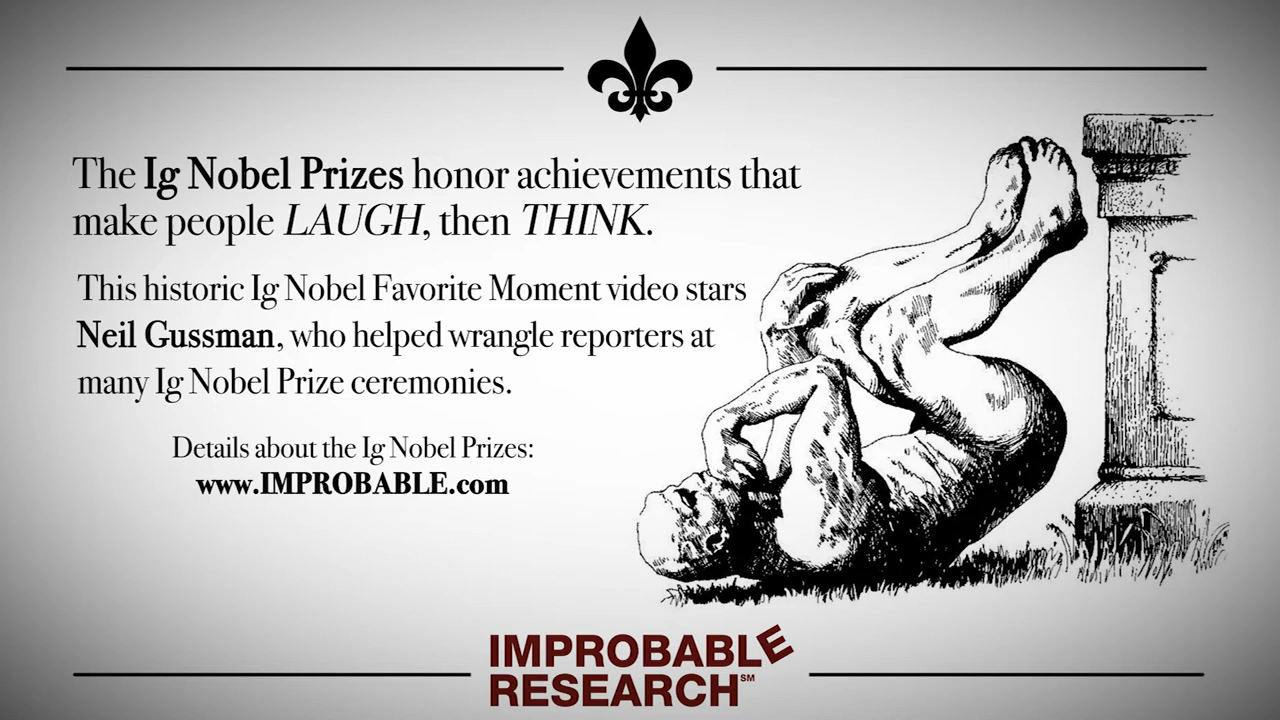 The Ig Nobel Prizes honor achievements that
make people LAUGH, then THINK.
This historic Ig Nobel Favorite Moment video stars
Neil Gussman, who helped wrangle reporters at
many Ig Nobel Prize ceremonies.
Details about the Ig Nobel Prizes:
www.IMPROBABLE.com
IMPROBABLE
RESEARCH℠